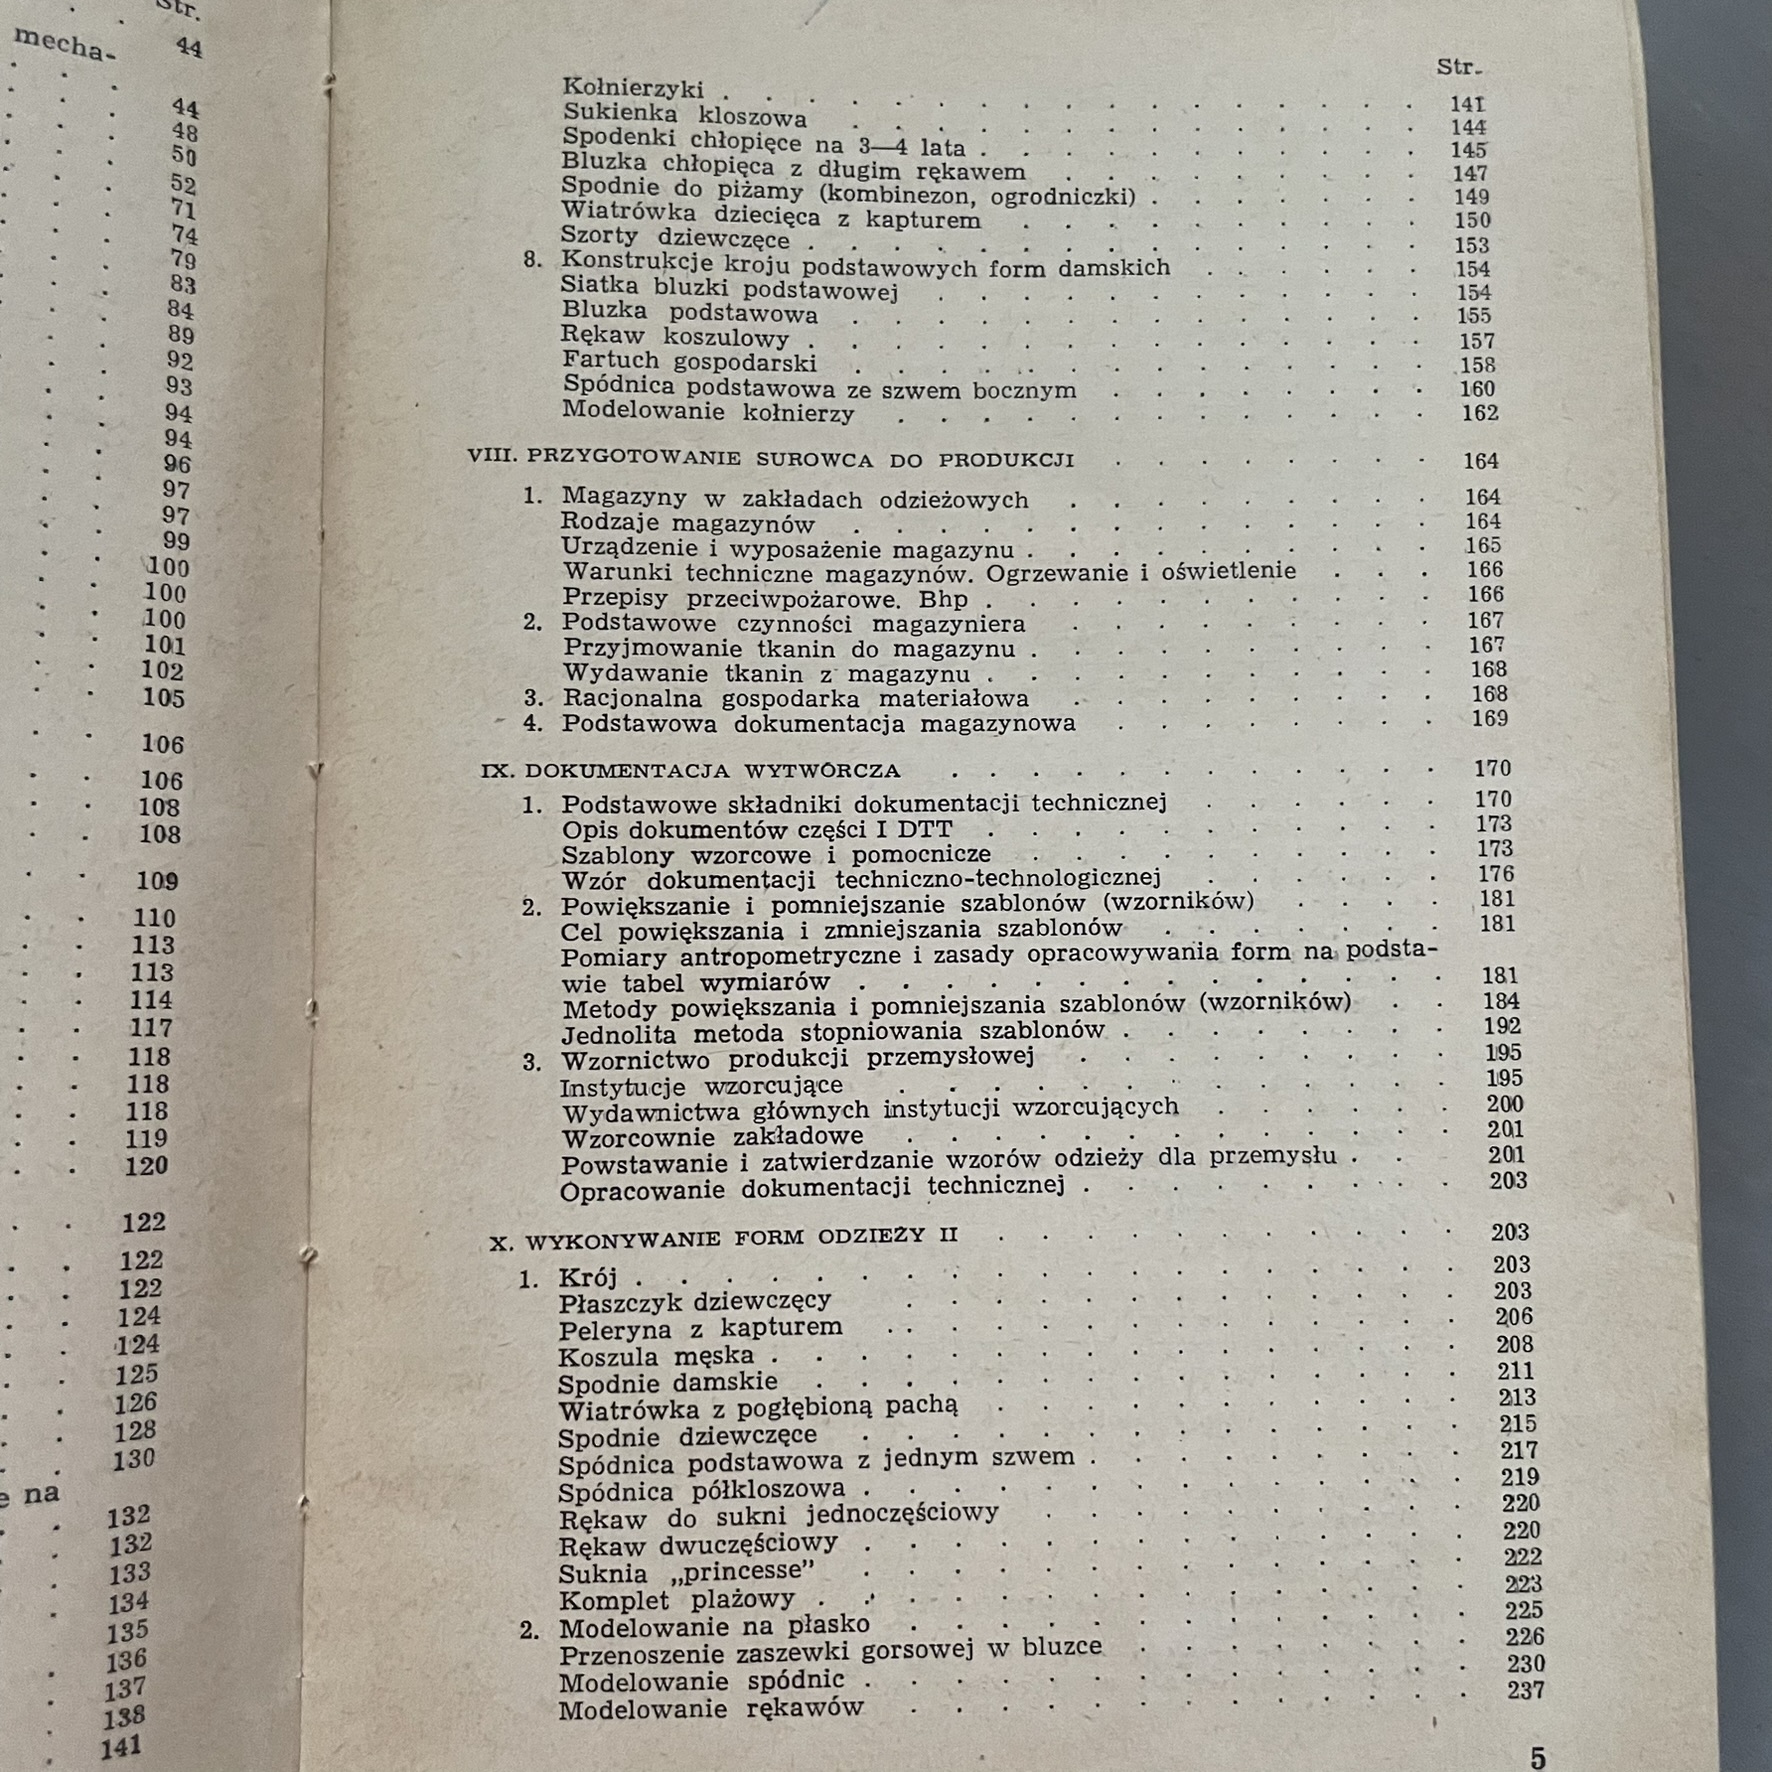 Str.
mecha- 44
44
48
50
52
71
74
79
83
84
89
92
93
94
94
96
97
97
99
100
100
100
101
102
105
106
106
108
108
109
110
113
113
114
117
118
118
118
119
120
122
122
122
124
124
125
126
128
130
e na
132
132
133
134
135
136
137
138
141
Str.
Kołnierzyki . . . . . . . . . . . . . . . . . 141
Sukienka kloszowa . . . . . . . . . . . . . . 144
Spodenki chłopięce na 3—4 lata . . . . . . . . . . . 145
Bluzka chłopięca z długim rękawem . . . . . . . . . 147
Spodnie do piżamy (kombinezon, ogrodniczki) . . . . . . . 149
Wiatrówka dziecięca z kapturem . . . . . . . . . . 150
Szorty dziewczęce . . . . . . . . . . . . . . . 153
8. Konstrukcje kroju podstawowych form damskich . . . . . . 154
Siatka bluzki podstawowej . . . . . . . . . . . . 154
Bluzka podstawowa . . . . . . . . . . . . . . 155
Rękaw koszulowy . . . . . . . . . . . . . . . 157
Fartuch gospodarski . . . . . . . . . . . . . . 158
Spódnica podstawowa ze szwem bocznym . . . . . . . . 160
Modelowanie kołnierzy . . . . . . . . . . . . . 162
VIII. PRZYGOTOWANIE SUROWCA DO PRODUKCJI . . . . . . . . 164
1. Magazyny w zakładach odzieżowych . . . . . . . . . 164
Rodzaje magazynów . . . . . . . . . . . . . . 164
Urządzenie i wyposażenie magazynu . . . . . . . . . . 165
Warunki techniczne magazynów. Ogrzewanie i oświetlenie . . . 166
Przepisy przeciwpożarowe. Bhp . . . . . . . . . . . 166
2. Podstawowe czynności magazyniera . . . . . . . . . 167
Przyjmowanie tkanin do magazynu . . . . . . . . . . 167
Wydawanie tkanin z magazynu . . . . . . . . . . . 168
3. Racjonalna gospodarka materiałowa . . . . . . . . . 168
4. Podstawowa dokumentacja magazynowa . . . . . . . . 169
IX. DOKUMENTACJA WYTWÓRCZA . . . . . . . . . . . . 170
1. Podstawowe składniki dokumentacji technicznej . . . . . . 170
Opis dokumentów części I DTT . . . . . . . . . . . 173
Szablony wzorcowe i pomocnicze . . . . . . . . . . 173
Wzór dokumentacji techniczno-technologicznej . . . . . . 176
2. Powiększanie i pomniejszanie szablonów (wzorników) . . . . 181
Cel powiększania i zmniejszania szablonów . . . . . . . 181
Pomiary antropometryczne i zasady opracowywania form na podsta-
wie tabel wymiarów . . . . . . . . . . . . . . 181
Metody powiększania i pomniejszania szablonów (wzorników) . . 184
Jednolita metoda stopniowania szablonów . . . . . . . . 192
3. Wzornictwo produkcji przemysłowej . . . . . . . . . 195
Instytucje wzorcujące . . . . . . . . . . . . . 195
Wydawnictwa głównych instytucji wzorcujących . . . . . . 200
Wzorcownie zakładowe . . . . . . . . . . . . . 201
Powstawanie i zatwierdzanie wzorów odzieży dla przemysłu . . 201
Opracowanie dokumentacji technicznej . . . . . . . . . 203
X. WYKONYWANIE FORM ODZIEŻY II . . . . . . . . . . . 203
1. Krój . . . . . . . . . . . . . . . . . . . 203
Płaszczyk dziewczęcy . . . . . . . . . . . . . 203
Peleryna z kapturem . . . . . . . . . . . . . . 206
Koszula męska . . . . . . . . . . . . . . . . 208
Spodnie damskie . . . . . . . . . . . . . . . 211
Wiatrówka z pogłębioną pachą . . . . . . . . . . . 213
Spodnie dziewczęce . . . . . . . . . . . . . . 215
Spódnica podstawowa z jednym szwem . . . . . . . . . 217
Spódnica półkloszowa . . . . . . . . . . . . . . 219
Rękaw do sukni jednoczęściowy . . . . . . . . . . 220
Rękaw dwuczęściowy . . . . . . . . . . . . . . 220
Suknia „princesse” . . . . . . . . . . . . . . 222
Komplet plażowy . . . . . . . . . . . . . . . 223
2. Modelowanie na płasko . . . . . . . . . . . . . 225
Przenoszenie zaszewki gorsowej w bluzce . . . . . . . . 226
Modelowanie spódnic . . . . . . . . . . . . . . 230
Modelowanie rękawów . . . . . . . . . . . . . 237
5